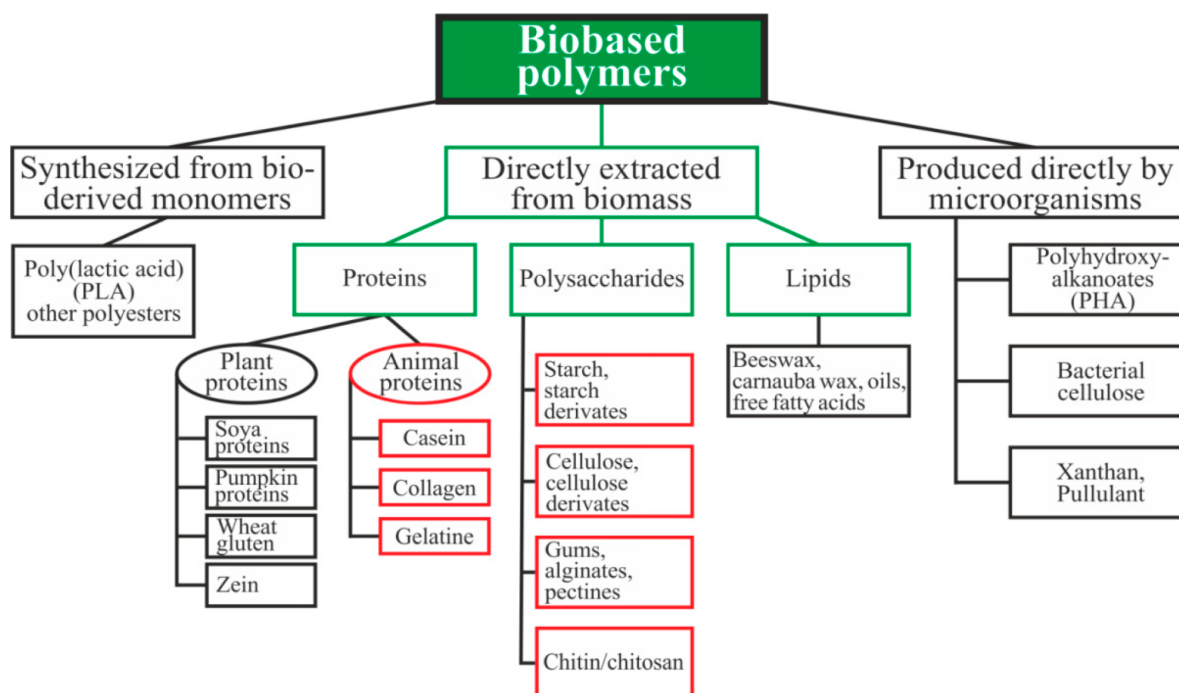 Biobased
polymers
Synthesized from bio-
derived monomers
Directly extracted
from biomass
Produced directly by
microorganisms
Poly(lactic acid)
(PLA)
other polyesters
Proteins
Polysaccharides
Lipids
Polyhydroxy-
alkanoates
(PHA)
Plant
proteins
Animal
proteins
Starch,
starch
derivates
Beeswax,
carnauba wax, oils,
free fatty acids
Bacterial
cellulose
Soya
proteins
Casein
Pumpkin
proteins
Collagen
Cellulose,
cellulose
derivates
Xanthan,
Pullulant
Wheat
gluten
Gelatine
Gums,
alginates,
pectines
Zein
Chitin/chitosan